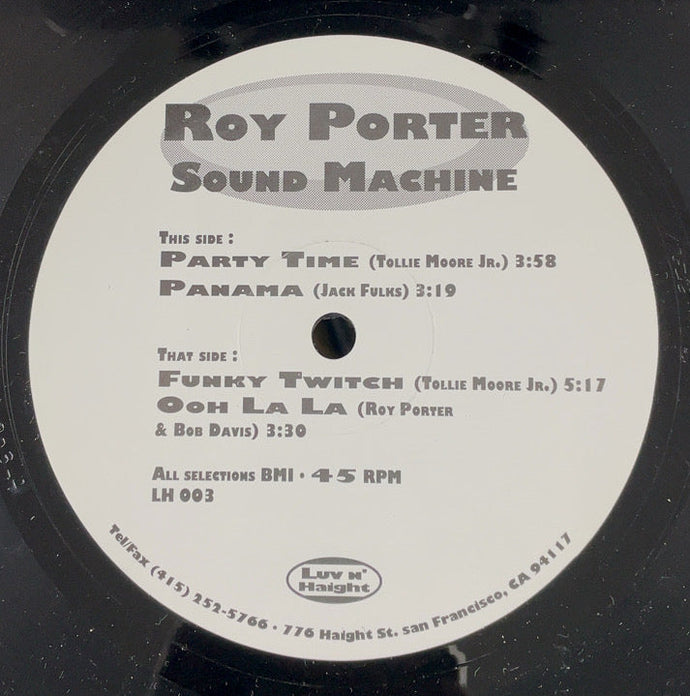 Roy Porter
Sound Machine
This side :
Party Time (Tollie Moore Jr.) 3:58
Panama (Jack Fulks) 3:19
That side :
Funky Twitch (Tollie Moore Jr.) 5:17
Ooh La La (Roy Porter
& Bob Davis) 3:30
All selections BMI • 45 RPM
LH 003
Luv n'
Haight
Tel/Fax (415) 252-5766 • 776 Haight St. san Francisco, CA 94117